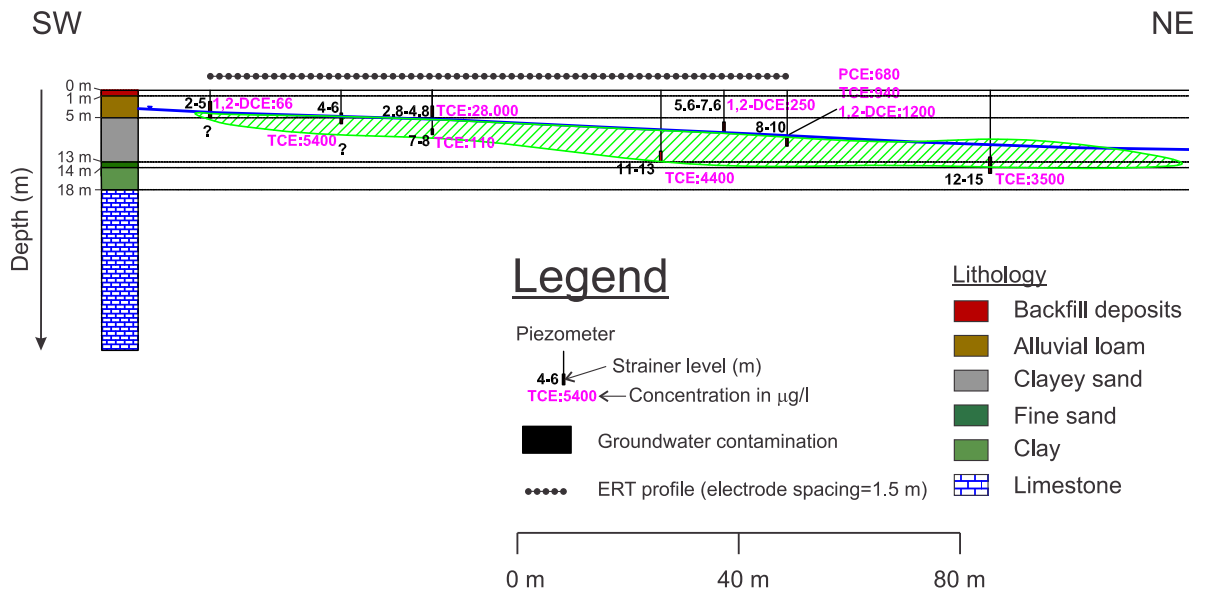 SW
NE
PCE:680
TCE:940
1,2-DCE:1200
0 m
1 m
5 m
13 m
14 m
18 m
2-5
1,2-DCE:66
4-6
2.8-4.8
TCE:28.000
5.6-7.6
1,2-DCE:250
8-10
?
TCE:5400
?
7-8
TCE:110
11-13
TCE:4400
12-15
TCE:3500
Depth (m)
Legend
Piezometer
Strainer level (m)
4-6
TCE:5400
Concentration in µg/l
Groundwater contamination
ERT profile (electrode spacing=1.5 m)
Lithology
Backfill deposits
Alluvial loam
Clayey sand
Fine sand
Clay
Limestone
0 m
40 m
80 m